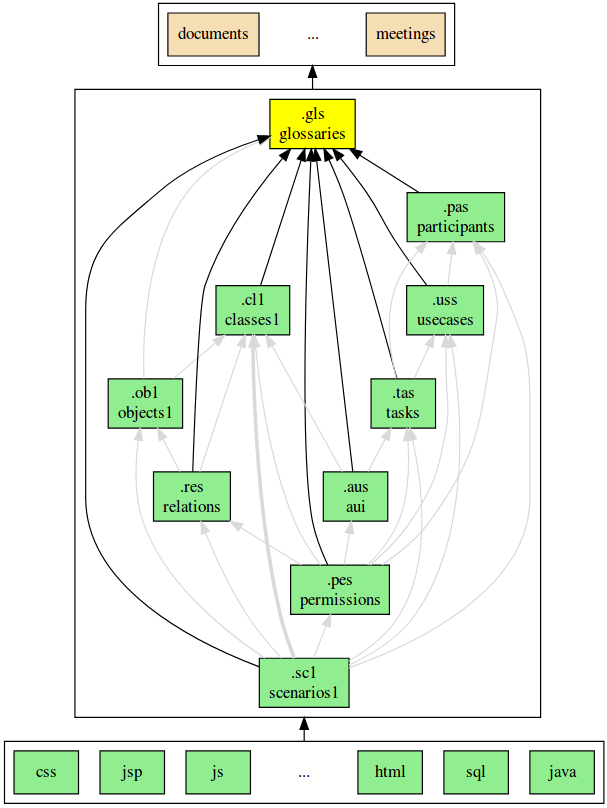 documents ... meetings
.gls
glossaries
.pas
participants
.cl1
classes1
.uss
usecases
.ob1
objects1
.tas
tasks
.res
relations
.aus
aui
.pes
permissions
.sc1
scenarios1
css jsp js ... html sql java